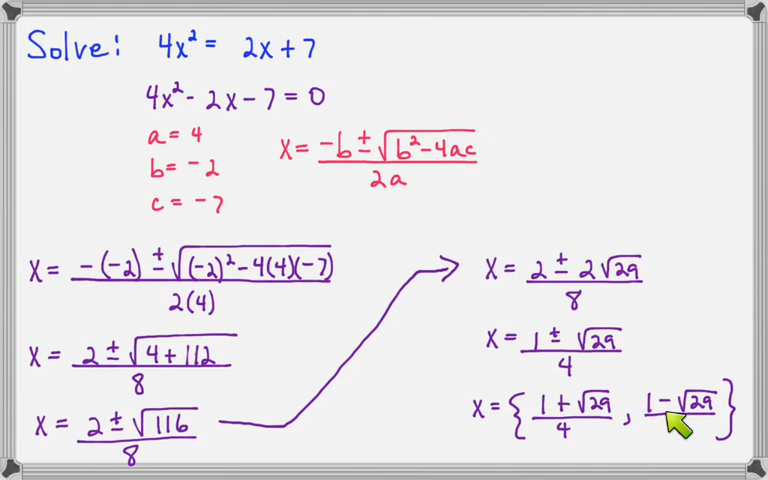 Solve: 4x² = 2x + 7
4x² - 2x - 7 = 0
a = 4
b = -2
c = -7
x = (-b ± √(b² - 4ac)) / 2a
x = (-(-2) ± √((-2)² - 4(4)(-7))) / 2(4)
x = (2 ± √(4 + 112)) / 8
x = (2 ± √116) / 8
x = (2 ± 2√29) / 8
x = (1 ± √29) / 4
x = { (1 + √29) / 4 , 1 - √29 }